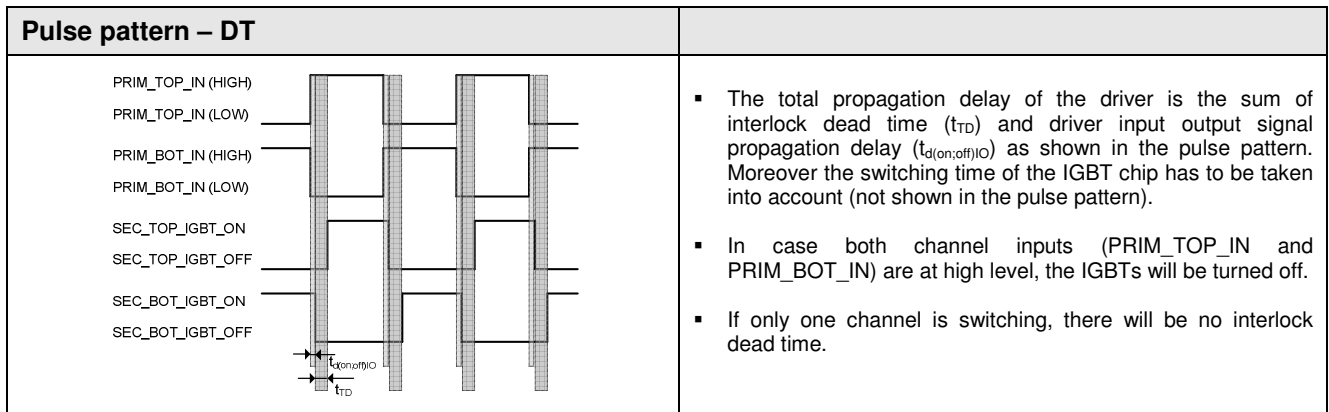 Pulse pattern – DT
PRIM_TOP_IN (HIGH)
PRIM_TOP_IN (LOW)
PRIM_BOT_IN (HIGH)
PRIM_BOT_IN (LOW)
SEC_TOP_IGBT_ON
SEC_TOP_IGBT_OFF
SEC_BOT_IGBT_ON
SEC_BOT_IGBT_OFF
td(on;off)IO
tTD
▪ The total propagation delay of the driver is the sum of
interlock dead time (tTD) and driver input output signal
propagation delay (td(on;off)IO) as shown in the pulse pattern.
Moreover the switching time of the IGBT chip has to be taken
into account (not shown in the pulse pattern).
▪ In case both channel inputs (PRIM_TOP_IN and
PRIM_BOT_IN) are at high level, the IGBTs will be turned off.
▪ If only one channel is switching, there will be no interlock
dead time.